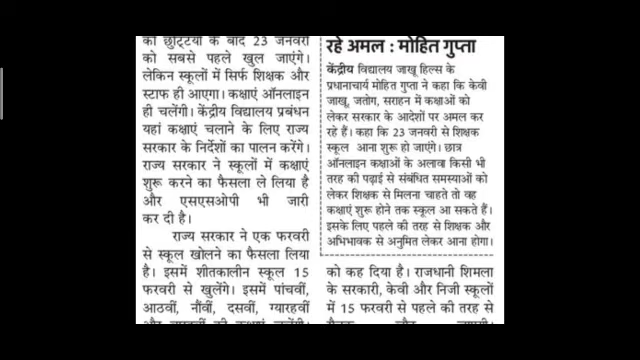 की छुट्टियों के बाद 23 जनवरी
को सबसे पहले खुल जाएंगे।
लेकिन स्कूलों में सिर्फ शिक्षक और
स्टाफ ही आएगा। कक्षाएं ऑनलाइन
ही चलेंगी। केंद्रीय विद्यालय प्रबंधन
यहां कक्षाएं चलाने के लिए राज्य
सरकार के निर्देशों का पालन करेंगे।
राज्य सरकार ने स्कूलों में कक्षाएं
शुरू करने का फैसला ले लिया है
और एसएसओपी भी जारी
कर दी है।
राज्य सरकार ने एक फरवरी
से स्कूल खोलने का फैसला लिया
है। इसमें शीतकालीन स्कूल 15
फरवरी से खुलेंगे। इसमें पांचवीं,
आठवीं, नौंवीं, दसवीं, ग्यारहवीं
और बारहवीं की कक्षाएं चलेंगी।
रहे अमल : मोहित गुप्ता
केंद्रीय विद्यालय जाखू हिल्स के
प्रधानाचार्य मोहित गुप्ता ने कहा कि केवी
जाखू, जतोग, सराहन में कक्षाओं को
लेकर सरकार के आदेशों पर अमल कर
रहे हैं। कहा कि 23 जनवरी से शिक्षक
स्कूल आना शुरू हो जाएंगे। छात्र
ऑनलाइन कक्षाओं के अलावा किसी भी
तरह की पढ़ाई से संबंधित समस्याओं को
लेकर शिक्षक से मिलना चाहते तो वह
कक्षाएं शुरू होने तक स्कूल आ सकते हैं।
इसके लिए पहले की तरह से शिक्षक और
अभिभावक से अनुमित लेकर आना होगा।
को कह दिया है। राजधानी शिमला
के सरकारी, केवी और निजी स्कूलों
में 15 फरवरी से पहले की तरह से